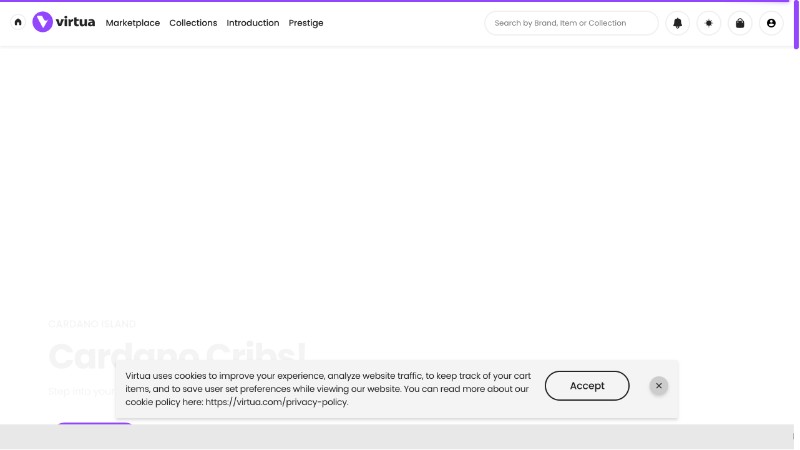 virtua
Marketplace Collections Introduction Prestige
Search by Brand, Item or Collection
CARDANO ISLAND
Cardano Cribs!
Step into your
Virtua uses cookies to improve your experience, analyze website traffic, to keep track of your cart
items, and to save user set preferences while viewing our website. You can read more about our
cookie policy here: https://virtua.com/privacy-policy.
Accept